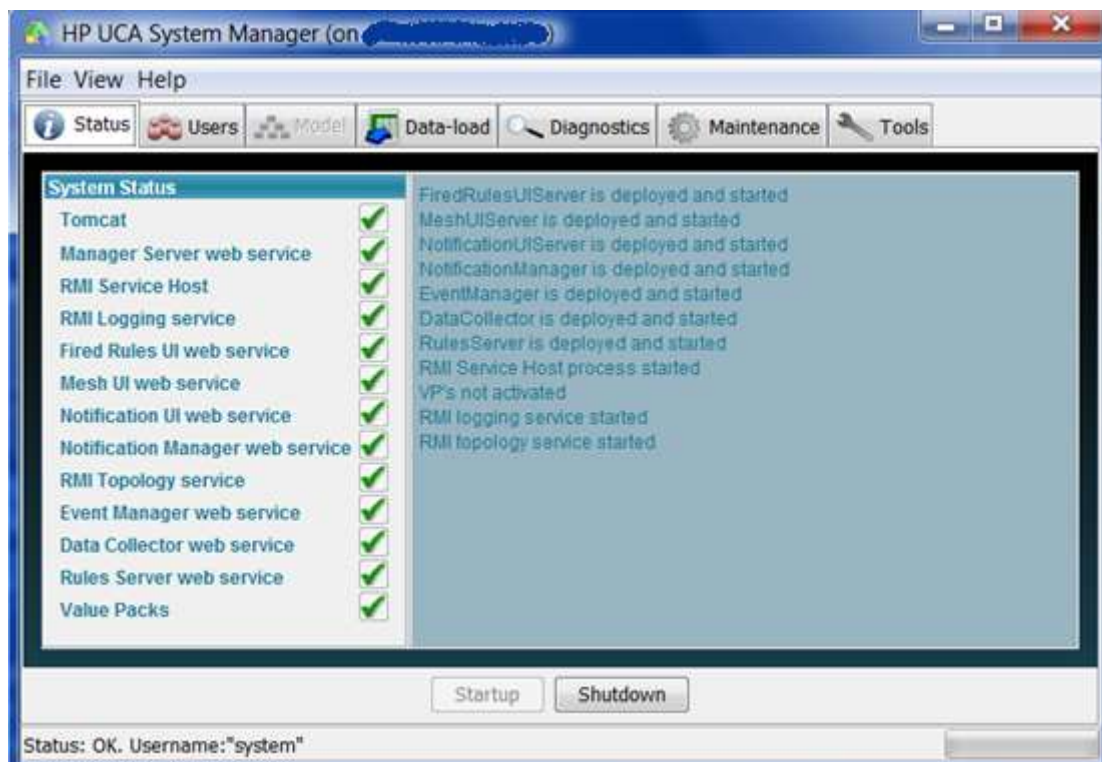 HP UCA System Manager (on )
File View Help
Status Users Model Data-load Diagnostics Maintenance Tools
System Status
Tomcat
Manager Server web service
RMI Service Host
RMI Logging service
Fired Rules UI web service
Mesh UI web service
Notification UI web service
Notification Manager web service
RMI Topology service
Event Manager web service
Data Collector web service
Rules Server web service
Value Packs
FiredRulesUIServer is deployed and started
MeshUIServer is deployed and started
NotificationUIServer is deployed and started
NotificationManager is deployed and started
EventManager is deployed and started
DataCollector is deployed and started
RulesServer is deployed and started
RMI Service Host process started
VP's not activated
RMI logging service started
RMI topology service started
Startup Shutdown
Status: OK. Username:"system"